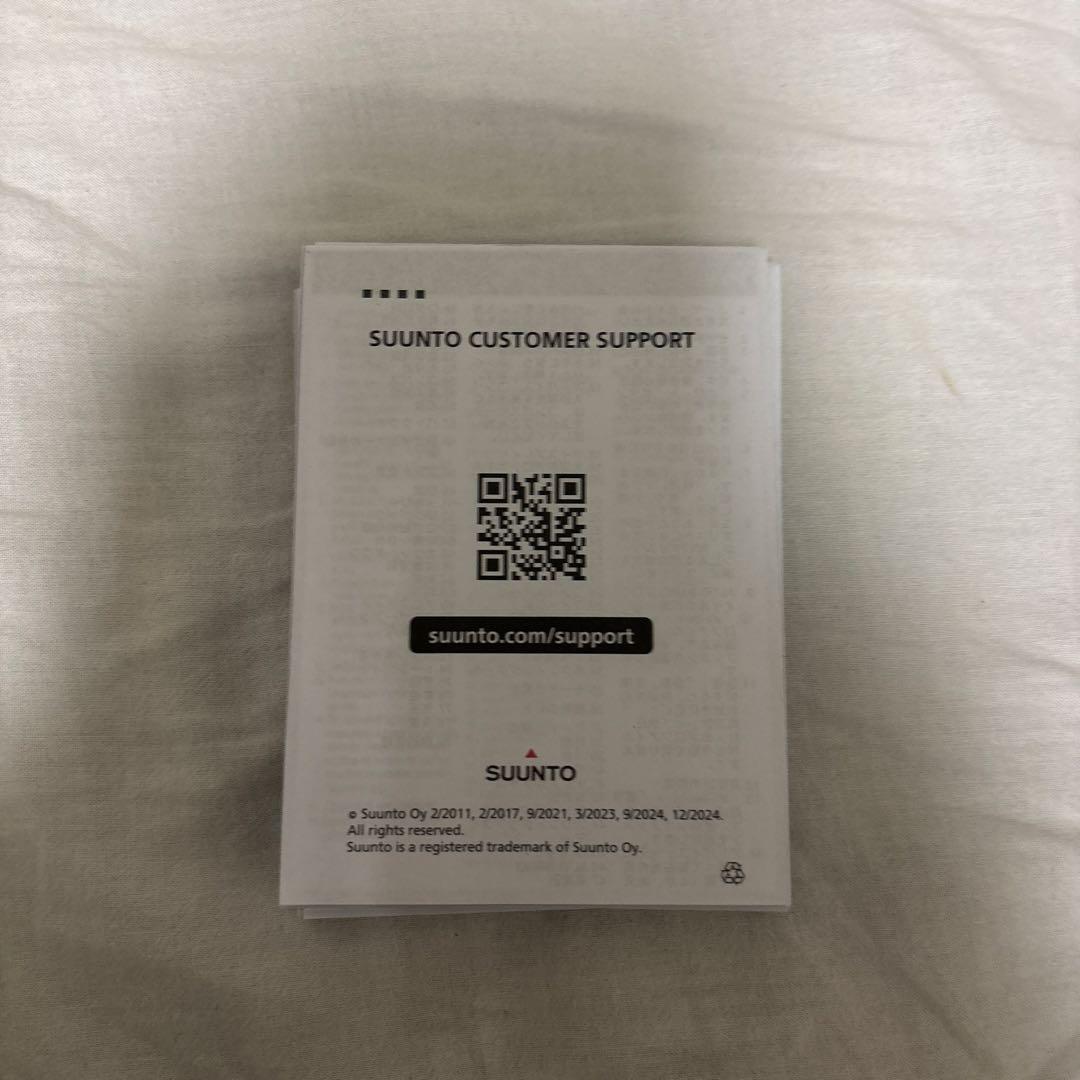 SUUNTO CUSTOMER SUPPORT
suunto.com/support
SUUNTO
© Suunto Oy 2/2011, 2/2017, 9/2021, 3/2023, 9/2024, 12/2024.
All rights reserved.
Suunto is a registered trademark of Suunto Oy.